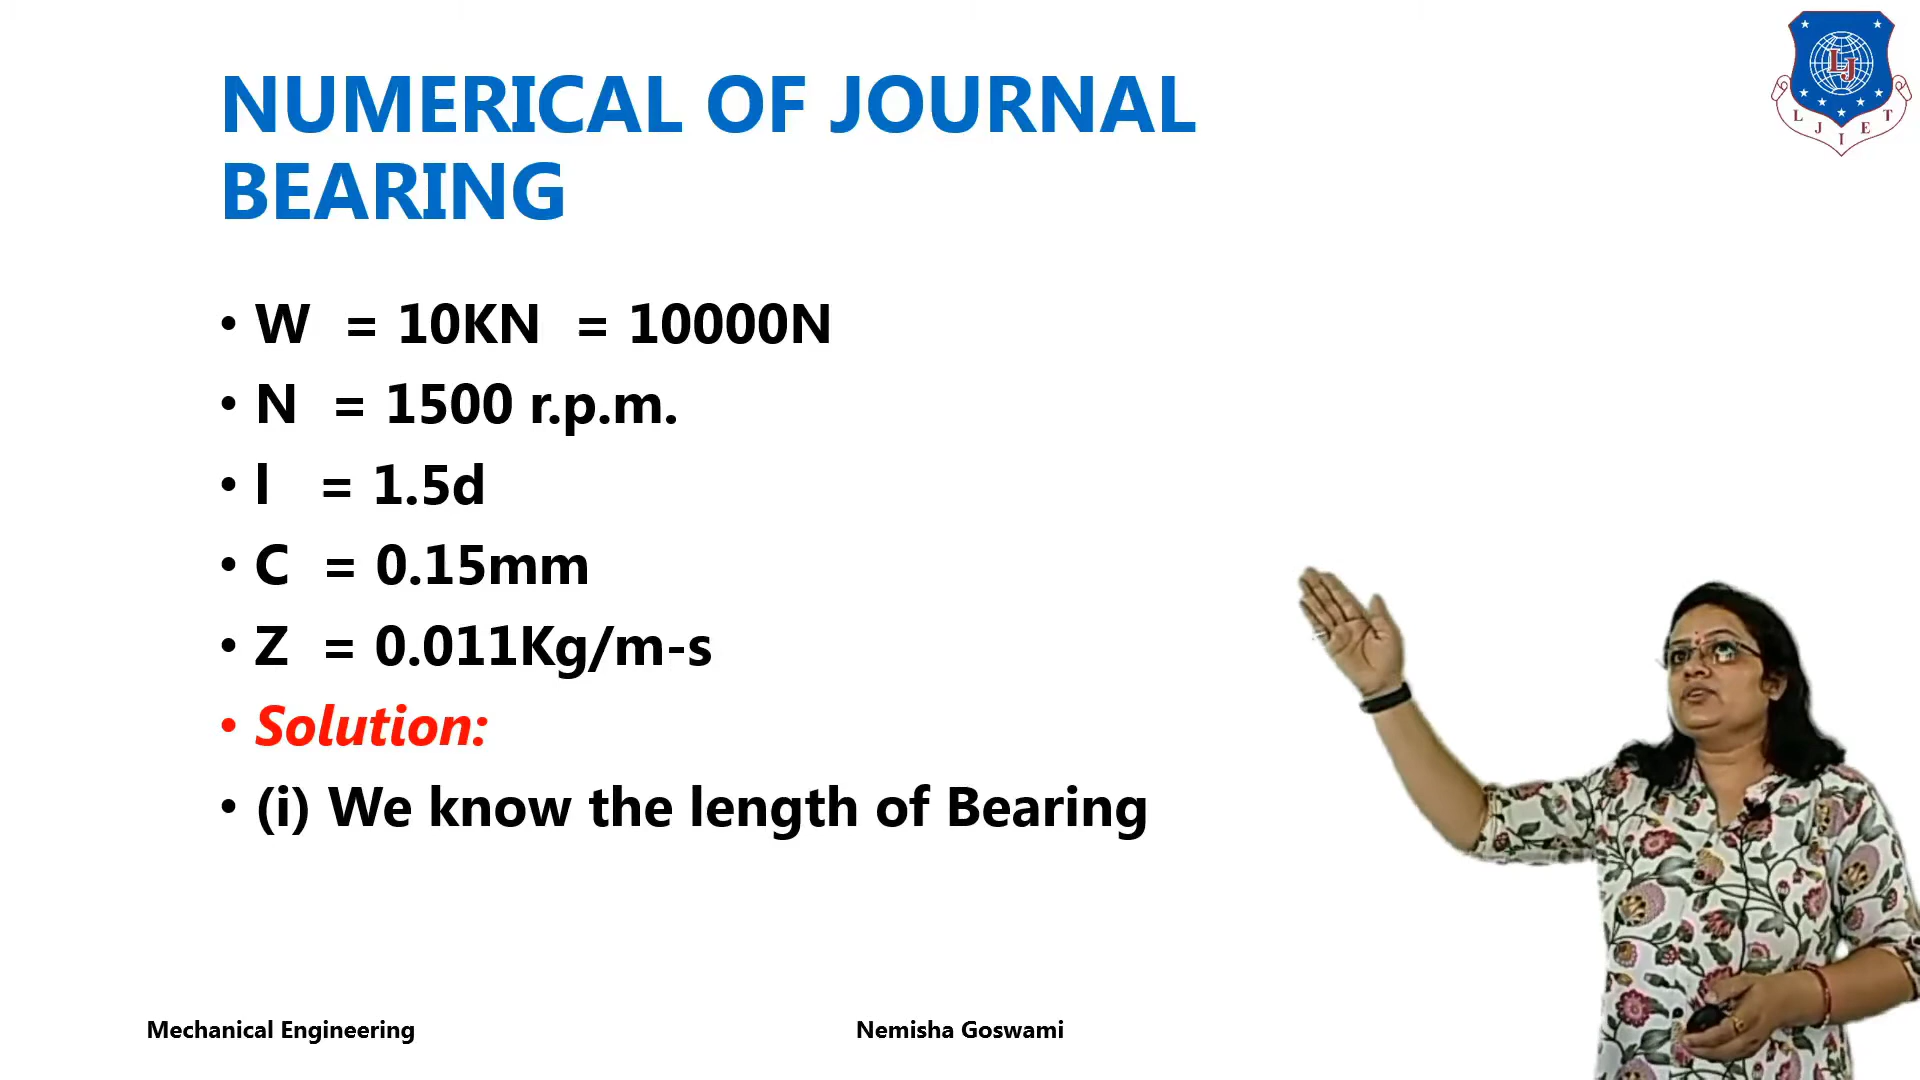 NUMERICAL OF JOURNAL
BEARING
• W = 10KN = 10000N
• N = 1500 r.p.m.
• l = 1.5d
• C = 0.15mm
• Z = 0.011Kg/m-s
• Solution:
• (i) We know the length of Bearing
Mechanical Engineering
Nemisha Goswami
LJ
L J I E T